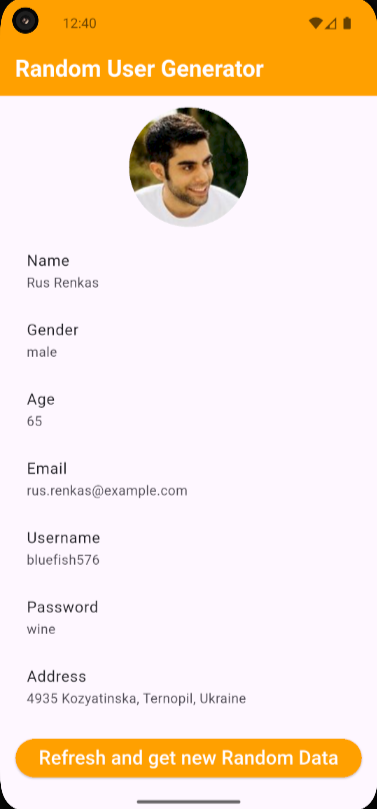 12:40
Random User Generator
Name
Rus Renkas
Gender
male
Age
65
Email
rus.renkas@example.com
Username
bluefish576
Password
wine
Address
4935 Kozyatinska, Ternopil, Ukraine
Refresh and get new Random Data